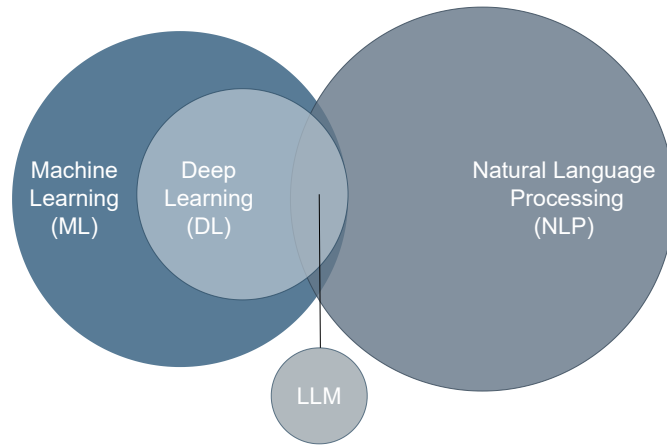 Machine
Learning
(ML)
Deep
Learning
(DL)
Natural Language
Processing
(NLP)
LLM